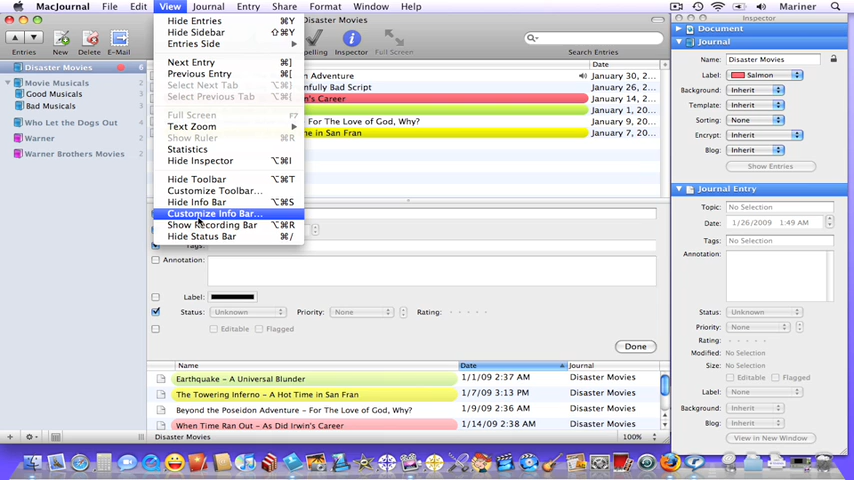 MacJournal File Edit View Journal Entry Share Format Window Help Mariner
Disaster Movies
Entries New Delete E-Mail
Spelling Inspector Full Screen Search Entries
Disaster Movies 6
Movie Musicals
Good Musicals
Bad Musicals
Who Let the Dogs Out
Warner
Warner Brothers Movies
Hide Entries ⌘Y
Hide Sidebar ⇧⌘Y
Entries Side
Next Entry ⌘]
Previous Entry ⌘[
Select Next Tab ⌥⌘]
Select Previous Tab ⌥⌘[
Full Screen F7
Text Zoom
Show Ruler ⌘R
Statistics
Hide Inspector ⌥⌘I
Hide Toolbar ⌥⌘T
Customize Toolbar...
Hide Info Bar ⌥⌘S
Customize Info Bar...
Show Recording Bar ⌥⌘R
Hide Status Bar ⌘/
Date
n Adventure January 30, 2...
nfully Bad Script January 26, 2...
in's Career January 14, 2...
January 11, 2...
For The Love of God, Why? January 9, 20...
me in San Fran January 7, 20...
Tags:
Annotation:
Label:
Status: Unknown Priority: None Rating:
Editable Flagged
Done
Name Date Journal
Earthquake – A Universal Blunder 1/1/09 2:37 AM Disaster Movies
The Towering Inferno – A Hot Time in San Fran 1/7/09 3:13 PM Disaster Movies
Beyond the Poseidon Adventure – For The Love of God, Why? 1/9/09 2:36 AM Disaster Movies
When Time Ran Out – As Did Irwin's Career 1/14/09 2:38 AM Disaster Movies
Disaster Movies 100%
Inspector
Document
Journal
Name: Disaster Movies
Label: Salmon
Background: Inherit
Template: Inherit
Sorting: None
Encrypt: Inherit
Blog: Inherit
Show Entries
Journal Entry
Topic: No Selection
1/26/2009 1:49 AM
Tags: No Selection
Annotation:
Status: Unknown
Priority: None
Rating:
Modified: No Selection
Size: No Selection
Editable Flagged
Label: None
Background: Inherit
Blog: Inherit
View in New Window